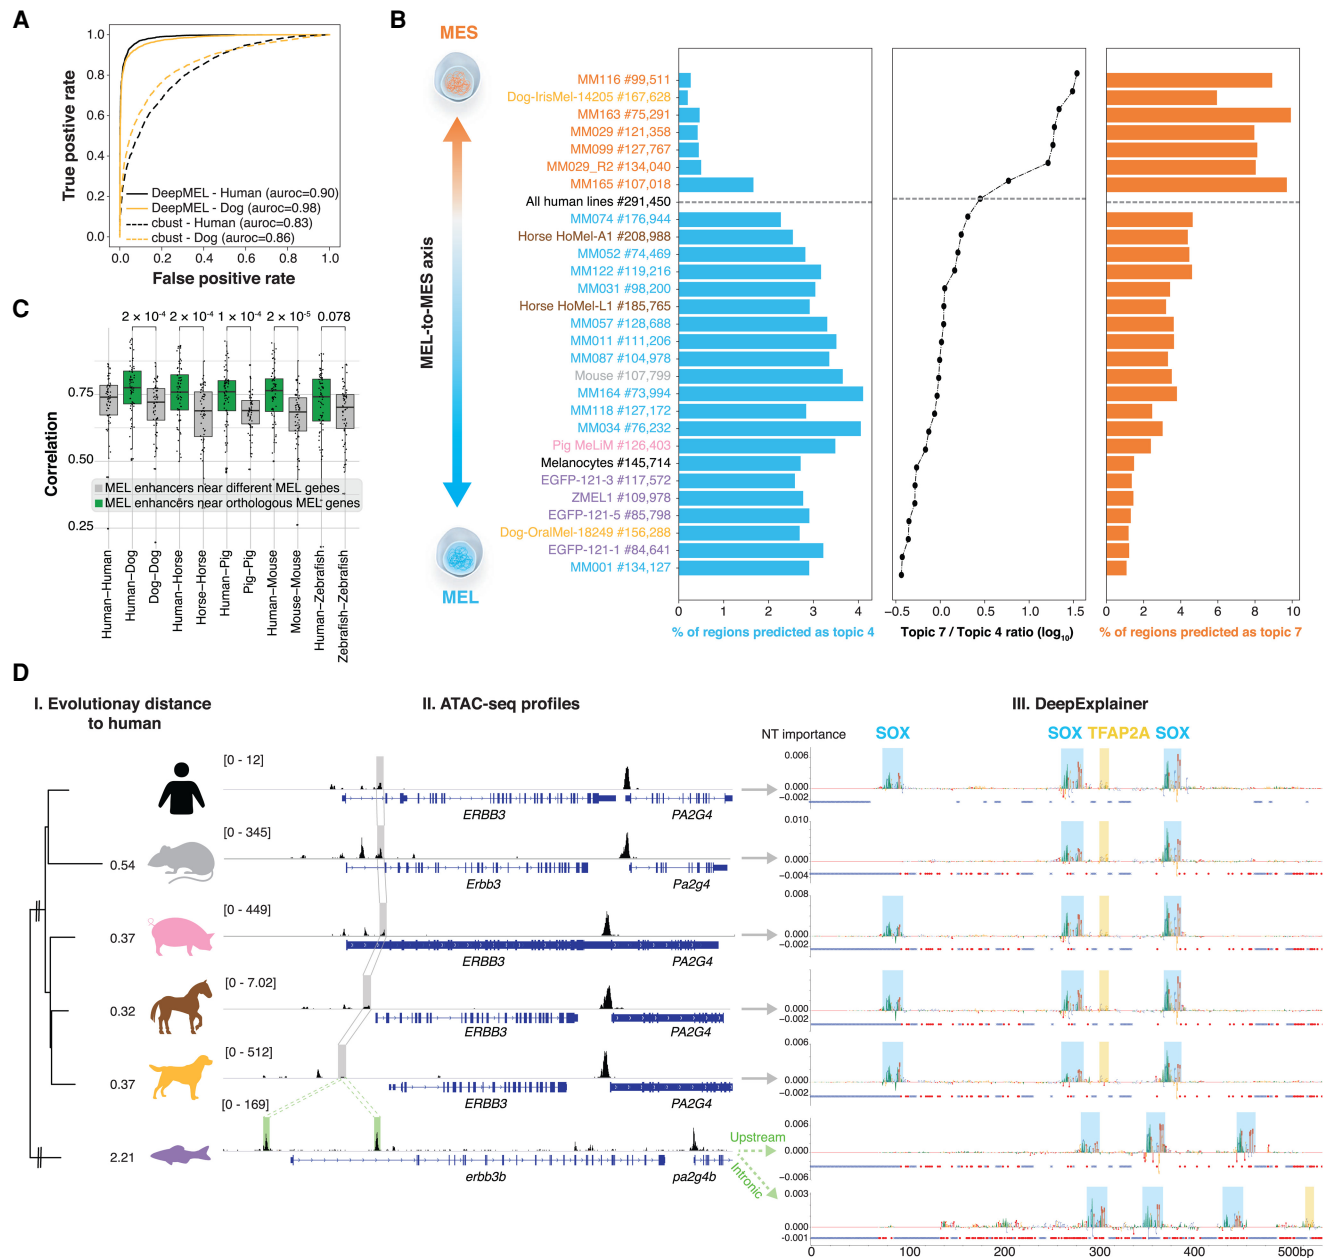 A
True postive rate
1.0
0.8
0.6
0.4
0.2
0.0
DeepMEL - Human (auroc=0.90)
DeepMEL - Dog (auroc=0.98)
cbust - Human (auroc=0.83)
cbust - Dog (auroc=0.86)
0.0 0.2 0.4 0.6 0.8 1.0
False positive rate
B
MES
MEL-to-MES axis
MEL
MM116 #99,511
Dog-IrisMel-14205 #167,628
MM163 #75,291
MM029 #121,358
MM099 #127,767
MM029_R2 #134,040
MM165 #107,018
All human lines #291,450
MM074 #176,944
Horse HoMel-A1 #208,988
MM052 #74,469
MM122 #119,216
MM031 #98,200
Horse HoMel-L1 #185,765
MM057 #128,688
MM011 #111,206
MM087 #104,978
Mouse #107,799
MM164 #73,994
MM118 #127,172
MM034 #76,232
Pig MeLiM #126,403
Melanocytes #145,714
EGFP-121-3 #117,572
ZMEL1 #109,978
EGFP-121-5 #85,798
Dog-OralMel-18249 #156,288
EGFP-121-1 #84,641
MM001 #134,127
0 1 2 3 4
% of regions predicted as topic 4
−0.5 0.0 0.5 1.0 1.5
Topic 7 / Topic 4 ratio (log10)
0 2 4 6 8 10
% of regions predicted as topic 7
C
2 × 10-4 2 × 10-4 1 × 10-4 2 × 10-5 0.078
Correlation
0.75
0.50
0.25
MEL enhancers near different MEL genes
MEL enhancers near orthologous MEL genes
Human−Human
Human−Dog
Dog−Dog
Human−Horse
Horse−Horse
Human−Pig
Pig−Pig
Human−Mouse
Mouse−Mouse
Human−Zebrafish
Zebrafish−Zebrafish
D
I. Evolutionay distance
to human
II. ATAC-seq profiles
III. DeepExplainer
NT importance
SOX SOX TFAP2A SOX
[0 - 12]
ERBB3 PA2G4
0.006
0.000
−0.002
0.54
[0 - 345]
Erbb3 Pa2g4
0.010
0.000
−0.004
0.37
[0 - 449]
ERBB3 PA2G4
0.008
0.000
−0.002
0.32
[0 - 7.02]
ERBB3 PA2G4
0.000
−0.002
0.37
[0 - 512]
ERBB3 PA2G4
0.006
0.000
−0.002
2.21
[0 - 169]
erbb3b pa2g4b
Upstream
Intronic
0.006
0.000
−0.006
0.003
0.000
−0.001
0 100 200 300 400 500bp